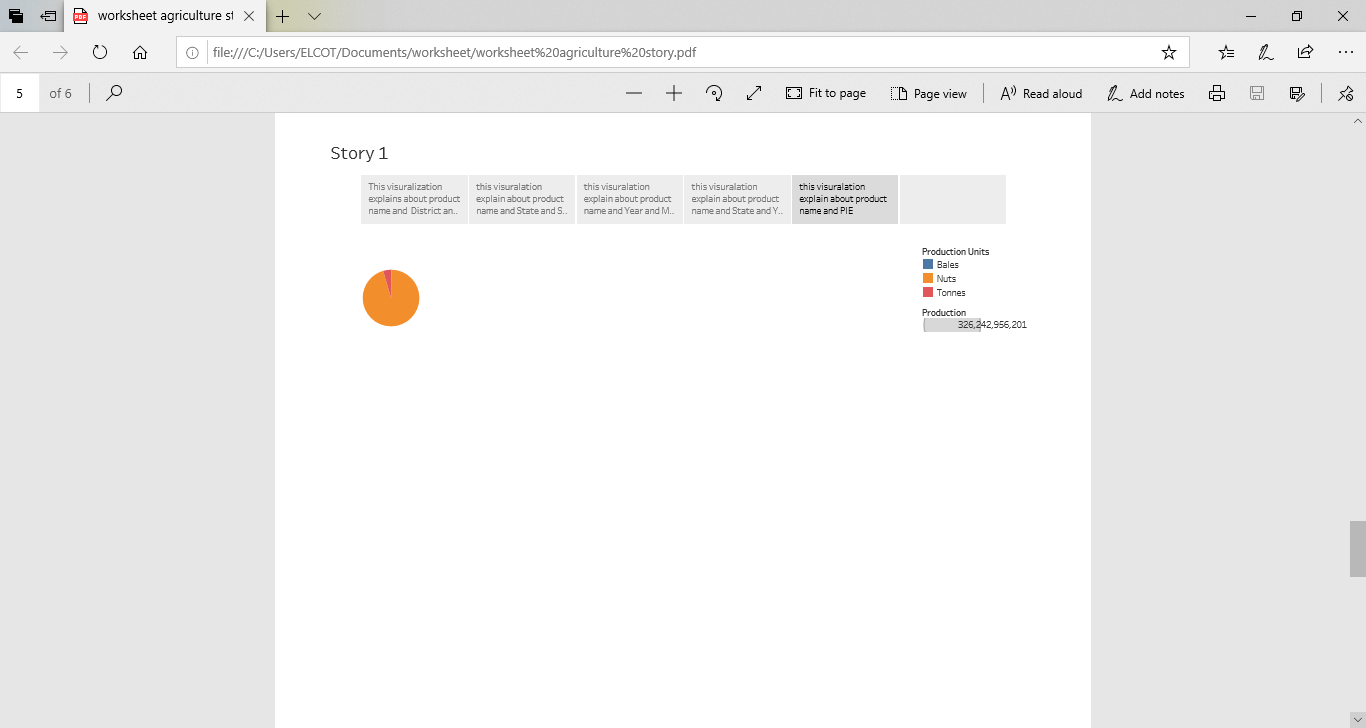 worksheet agriculture st
file:///C:/Users/ELCOT/Documents/worksheet/worksheet%20agriculture%20story.pdf
5 of 6
Fit to page
Page view
Read aloud
Add notes
Story 1
This visuralization
explains about product
name and District an..
this visuralation
explain about product
name and State and S..
this visuralation
explain about product
name and Year and M..
this visuralation
explain about product
name and State and Y..
this visuralation
explain about product
name and PIE
Production Units
Bales
Nuts
Tonnes
Production
326,242,956,201